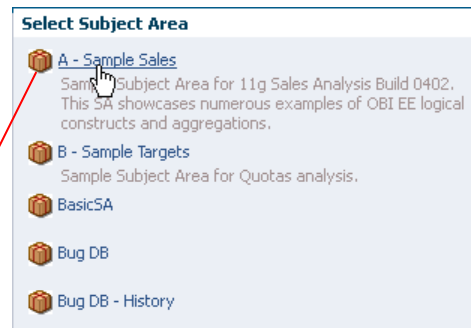 Select Subject Area
A - Sample Sales
Sample Subject Area for 11g Sales Analysis Build 0402.
This SA showcases numerous examples of OBI EE logical
constructs and aggregations.
B - Sample Targets
Sample Subject Area for Quotas analysis.
BasicSA
Bug DB
Bug DB - History